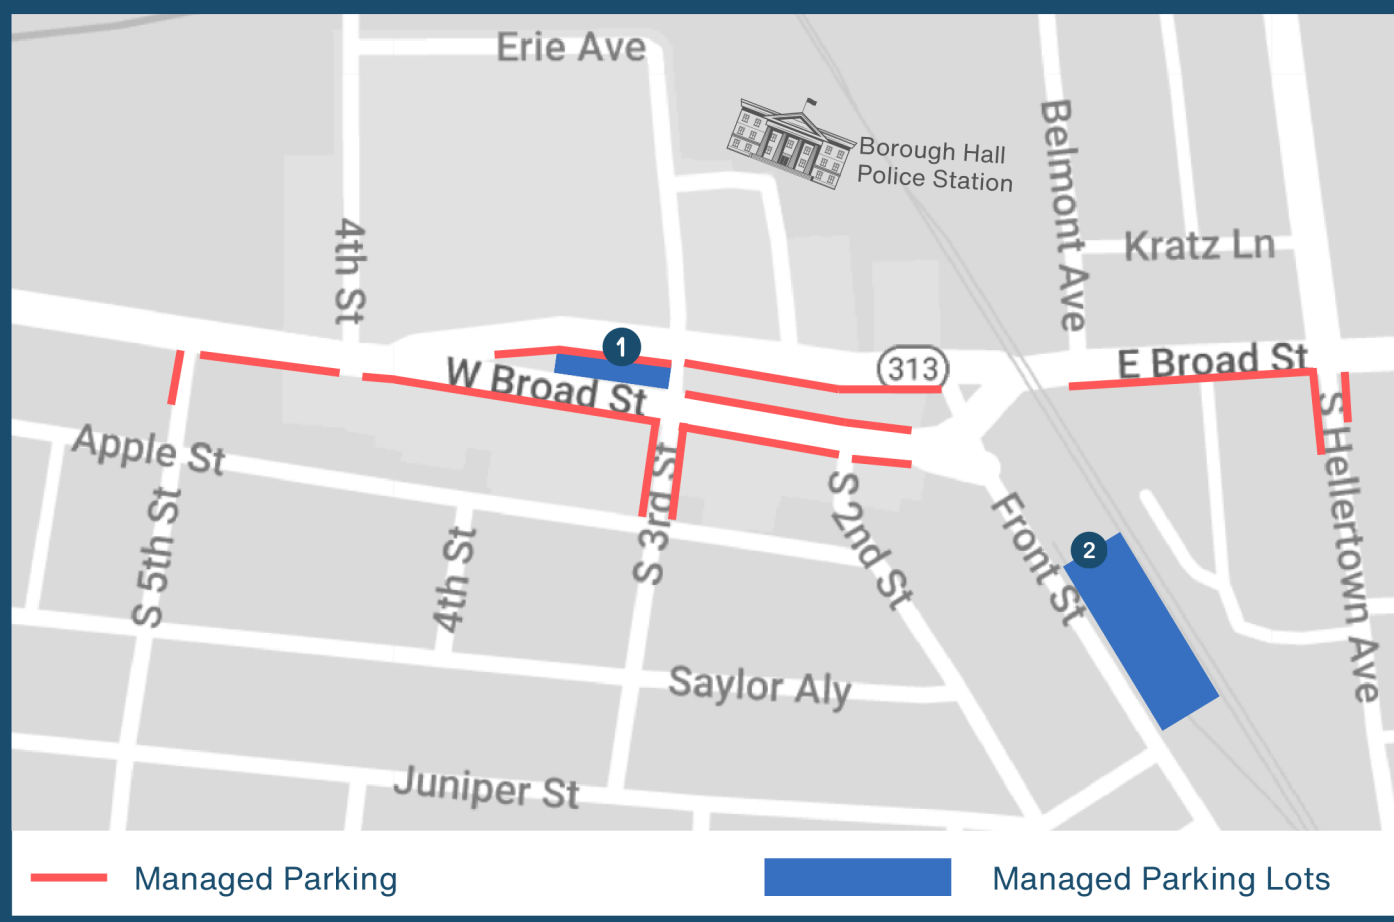 Erie Ave
Borough Hall
Police Station
Belmont Ave
4th St
Kratz Ln
1
313
E Broad St
W Broad St
S Hellertown Ave
Apple St
S 5th St
4th St
S 3rd St
S 2nd St
Front St
2
Saylor Aly
Juniper St
Managed Parking
Managed Parking Lots